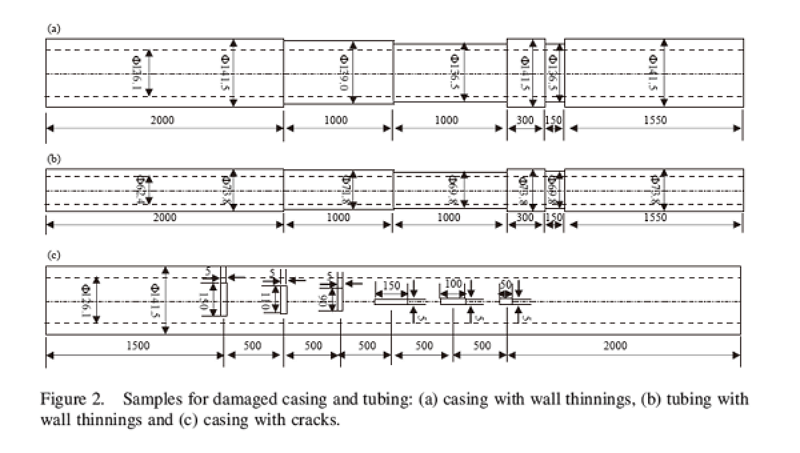 (a)
Φ126.1 Φ141.5 Φ139.0 Φ136.5 Φ141.5 Φ136.5 Φ141.5
2000 1000 1000 300 150 1550
(b)
Φ62.4 Φ73.8 Φ71.8 Φ69.8 Φ73.8 Φ69.8 Φ73.8
2000 1000 1000 300 150 1550
(c)
5 5 5 150 100 50
Φ126.1 Φ141.5 150 110 90 5 5 5
1500 500 500 500 500 500 2000
Figure 2. Samples for damaged casing and tubing: (a) casing with wall thinnings, (b) tubing with
wall thinnings and (c) casing with cracks.